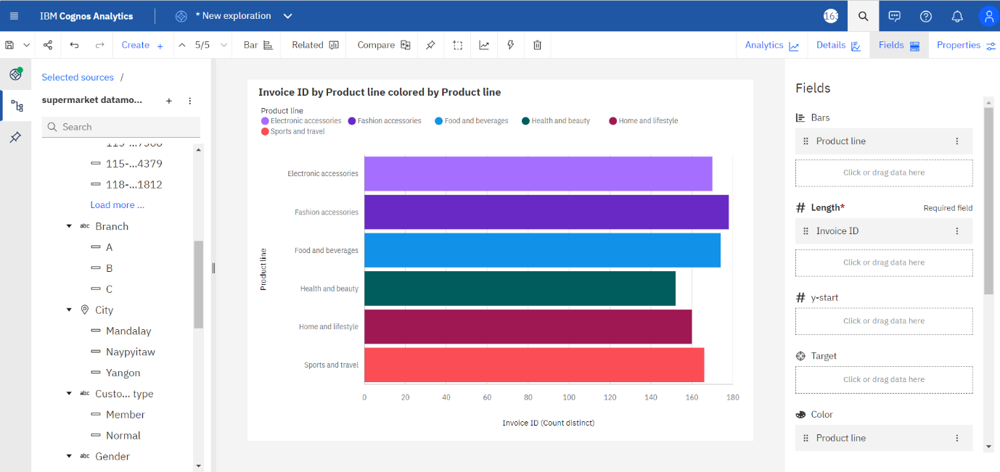 IBM Cognos Analytics
* New exploration
163
Create +
5/5
Bar
Related
Compare
Analytics
Details
Fields
Properties
Selected sources /
supermarket datamo...
Search
115-...4379
118-...1812
Load more ...
abc Branch
A
B
C
City
Mandalay
Naypyitaw
Yangon
abc Custo... type
Member
Normal
abc Gender
Invoice ID by Product line colored by Product line
Product line
Electronic accessories
Fashion accessories
Food and beverages
Health and beauty
Home and lifestyle
Sports and travel
Product line
Electronic accessories
Fashion accessories
Food and beverages
Health and beauty
Home and lifestyle
Sports and travel
0 20 40 60 80 100 120 140 160 180
Invoice ID (Count distinct)
Fields
Bars
Product line
Click or drag data here
# Length* Required field
Invoice ID
Click or drag data here
# y-start
Click or drag data here
Target
Click or drag data here
Color
Product line